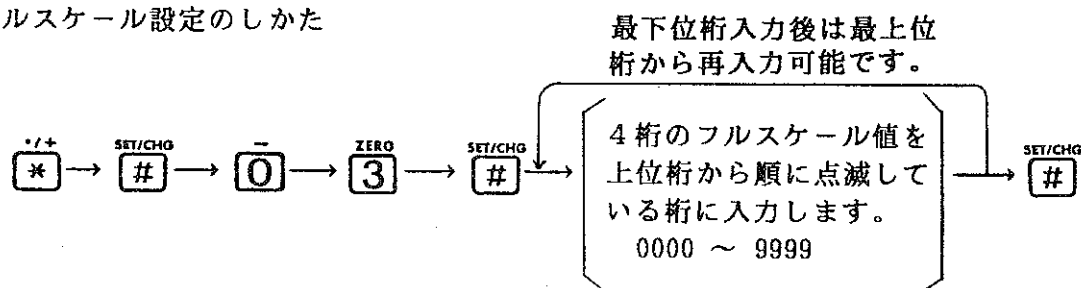 ルスケール設定のしかた
最下位桁入力後は最上位
桁から再入力可能です。
・/+ SET/CHG - ZERO SET/CHG SET/CHG
* → # → 0 → 3 → # → → #
4桁のフルスケール値を
上位桁から順に点滅して
いる桁に入力します。
0000 ～ 9999